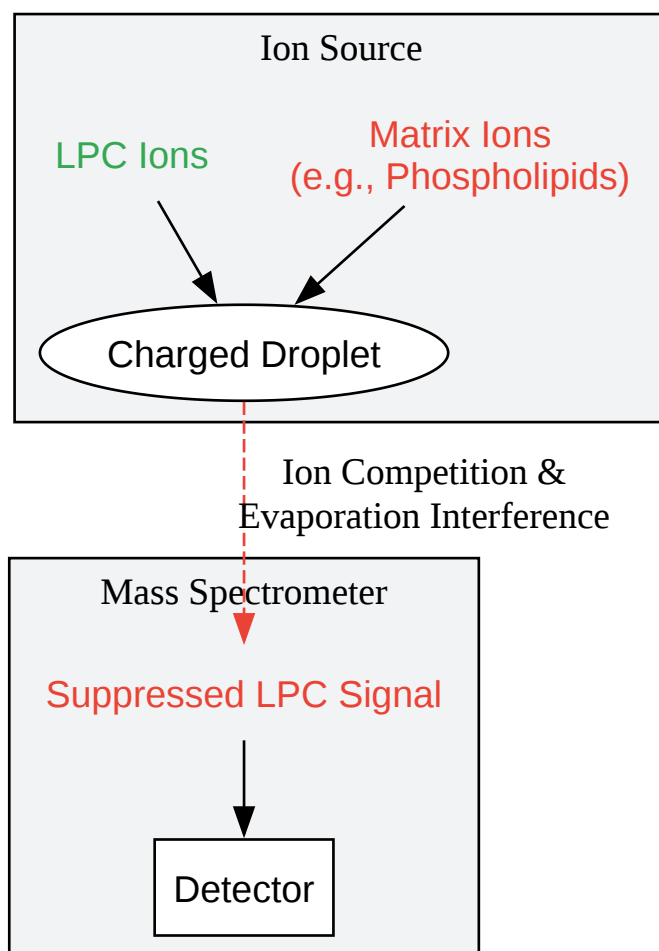 Ion Source
LPC Ions
Matrix Ions
(e.g., Phospholipids)
Charged Droplet
Ion Competition &
Evaporation Interference
Mass Spectrometer
Suppressed LPC Signal
Detector